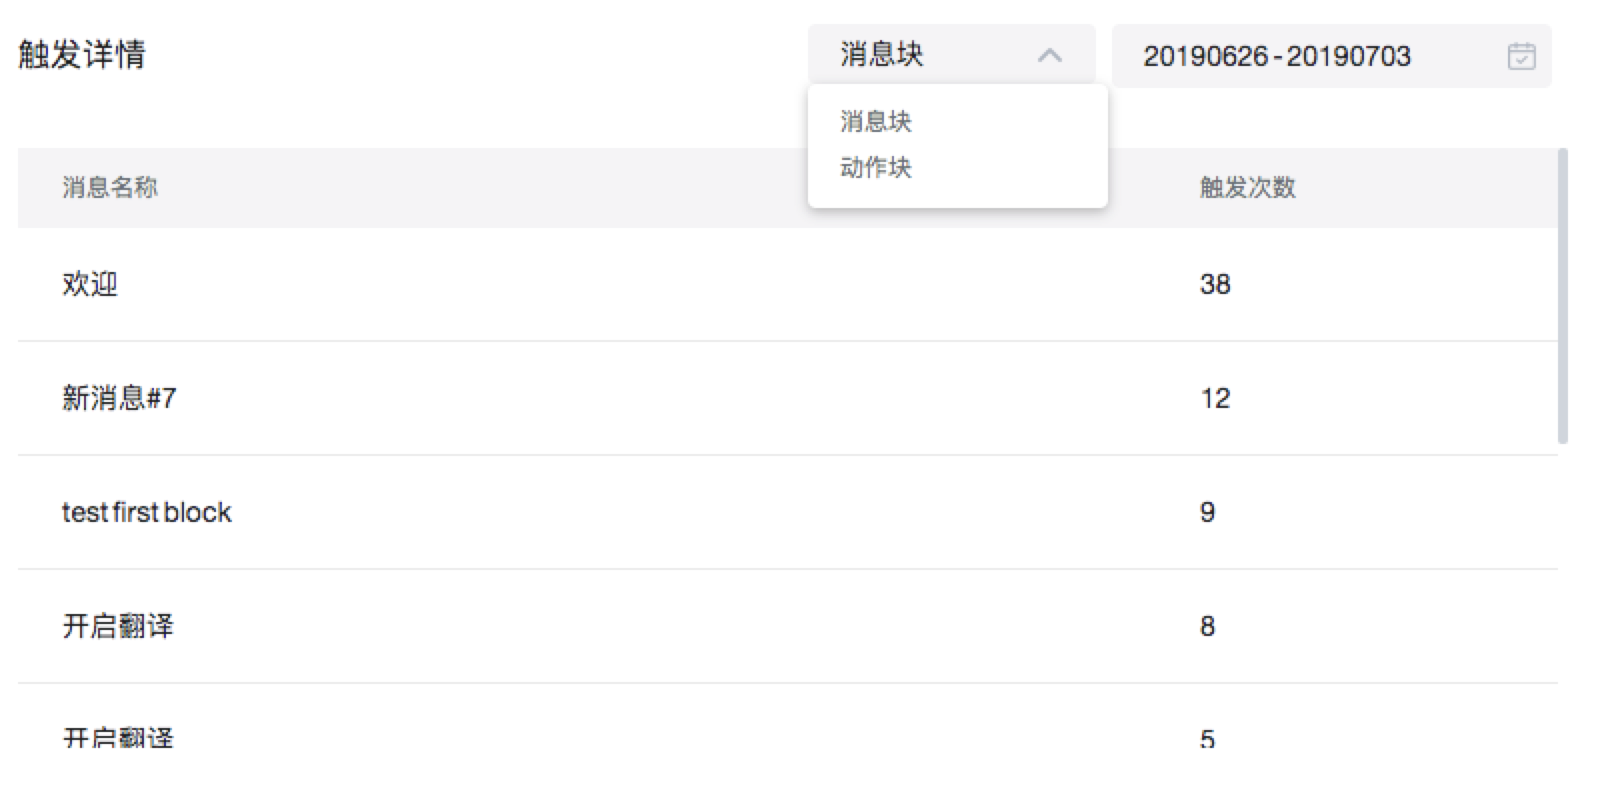 触发详情
消息块
20190626-20190703
消息块
动作块
消息名称
触发次数
欢迎
38
新消息#7
12
test first block
9
开启翻译
8
开启翻译
5